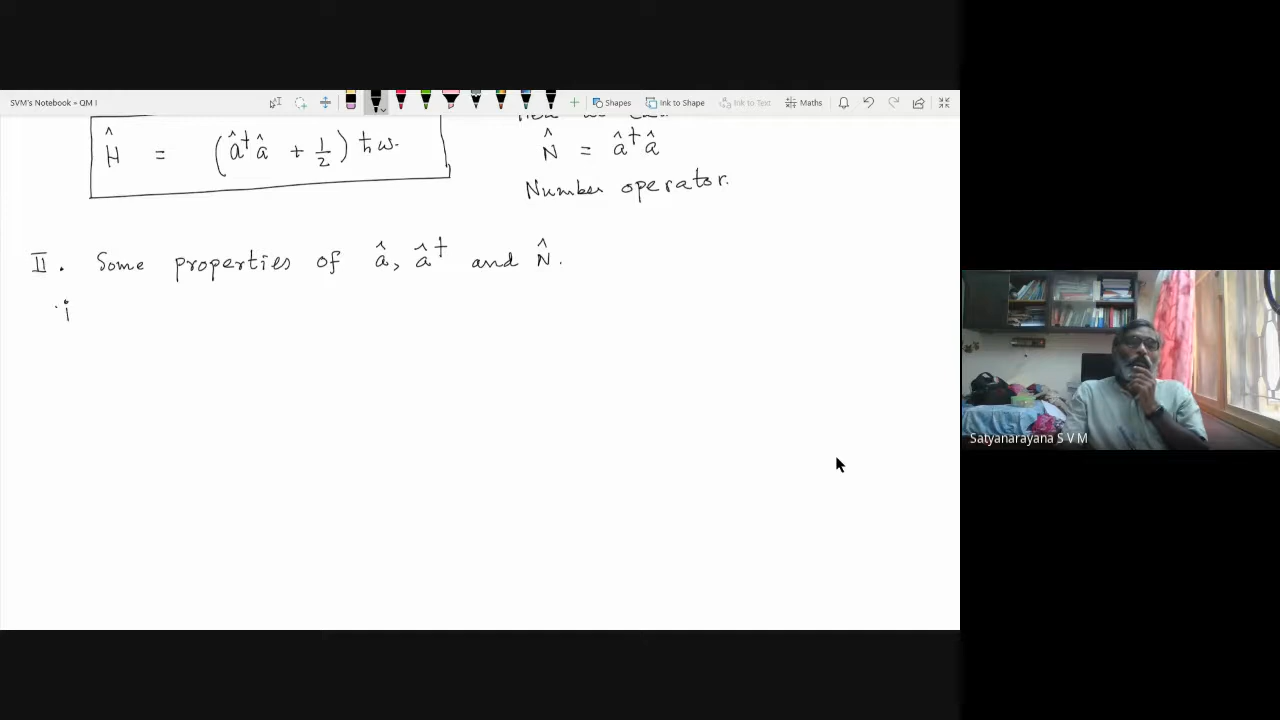 SVM's Notebook » QM I
Shapes
Ink to Shape
Ink to Text
Maths
Ĥ = (â†â + 1/2) ħω.
N̂ = â†â
Number operator.
II. Some properties of â, â† and N̂.
i
Satyanarayana S V M